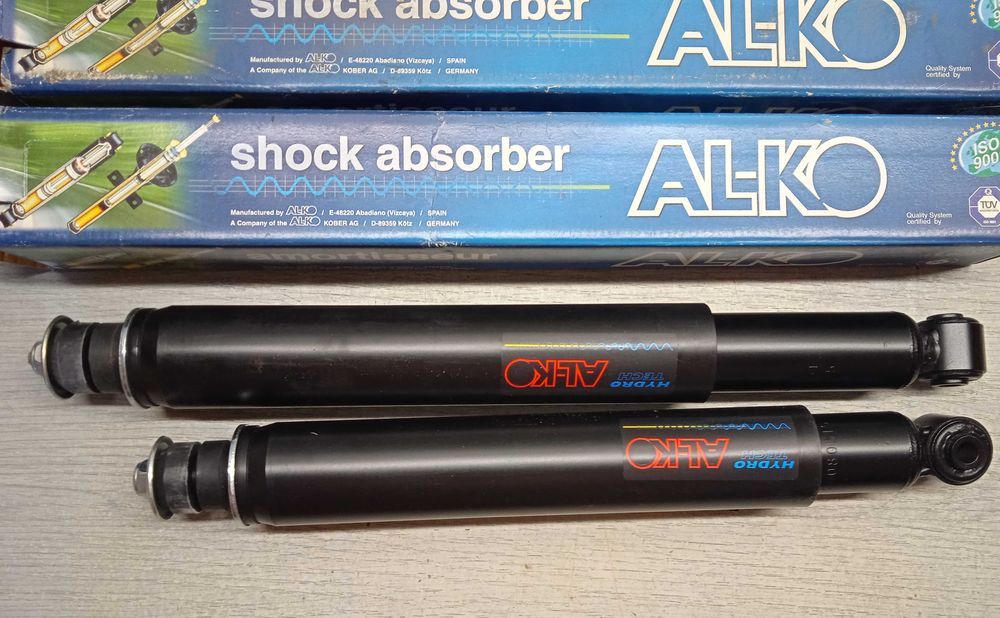 shock absorber
AL-KO
Manufactured by AL-KO / E-48220 Abadiano (Vizcaya) / SPAIN
A Company of the AL-KO KOBER AG / D-89359 Kötz / GERMANY
Quality System
certified by
shock absorber
AL-KO
ISO
900
Manufactured by AL-KO / E-48220 Abadiano (Vizcaya) / SPAIN
A Company of the AL-KO KOBER AG / D-89359 Kötz / GERMANY
Quality System
certified by
TÜV
amortisseur
AL-KO
AL-KO
HYDRO
TECH
AL-KO
HYDRO
TECH